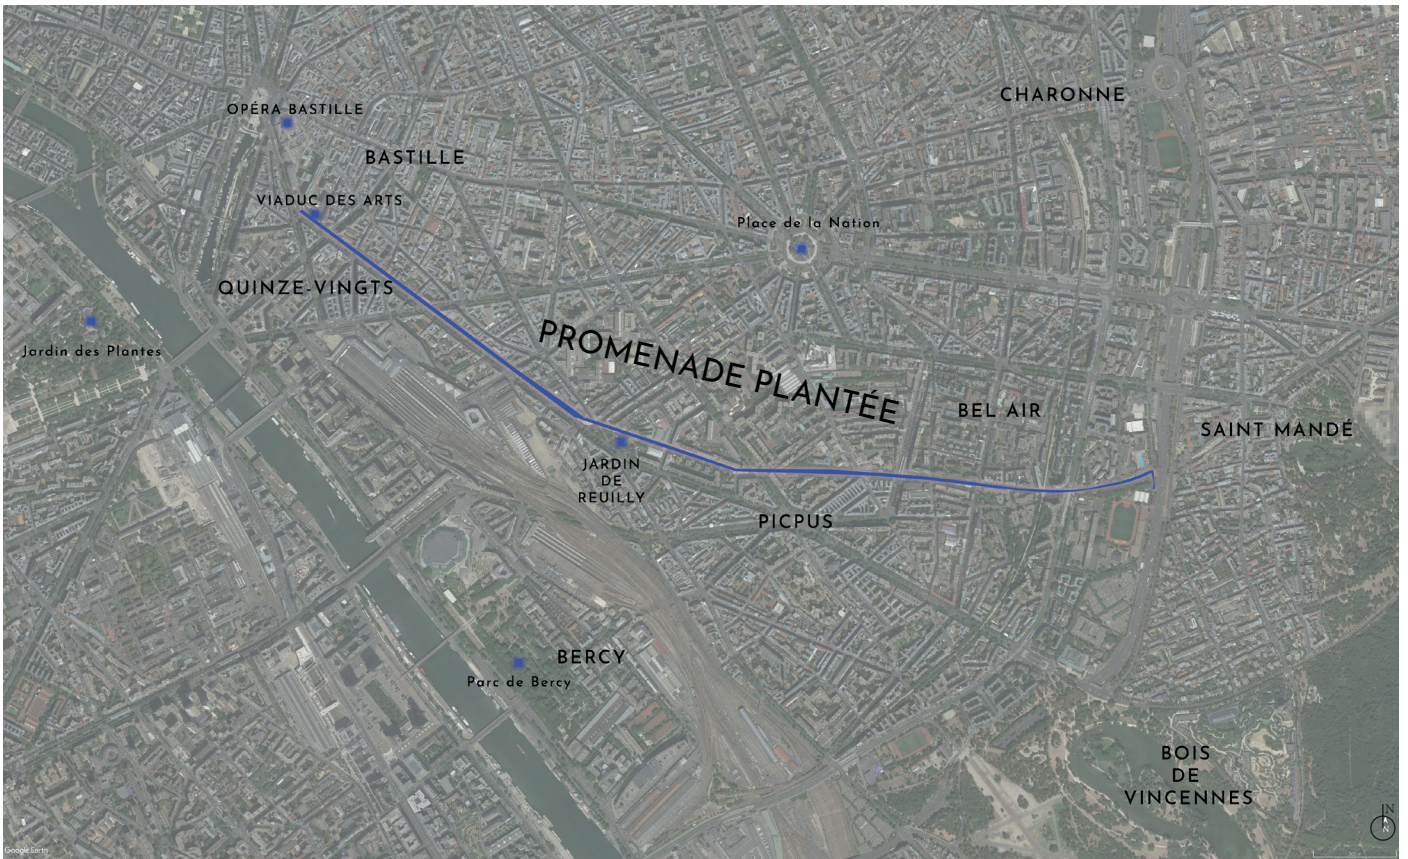 CHARONNE
OPÉRA BASTILLE
BASTILLE
VIADUC DES ARTS
Place de la Nation
QUINZE-VINGTS
Jardin des Plantes
PROMENADE PLANTÉE
BEL AIR
SAINT MANDÉ
JARDIN
DE
REUILLY
PICPUS
BERCY
Parc de Bercy
BOIS
DE
VINCENNES
N
N
Google Earth